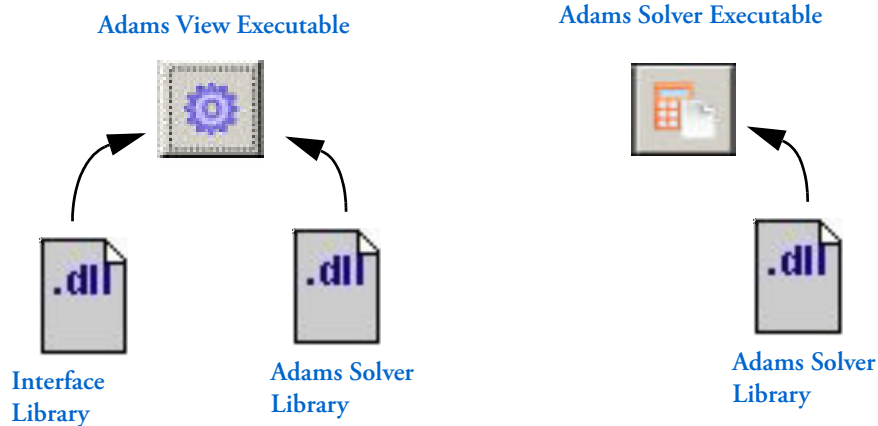 Adams View Executable
Adams Solver Executable
.dll
.dll
.dll
Interface
Library
Adams Solver
Library
Adams Solver
Library